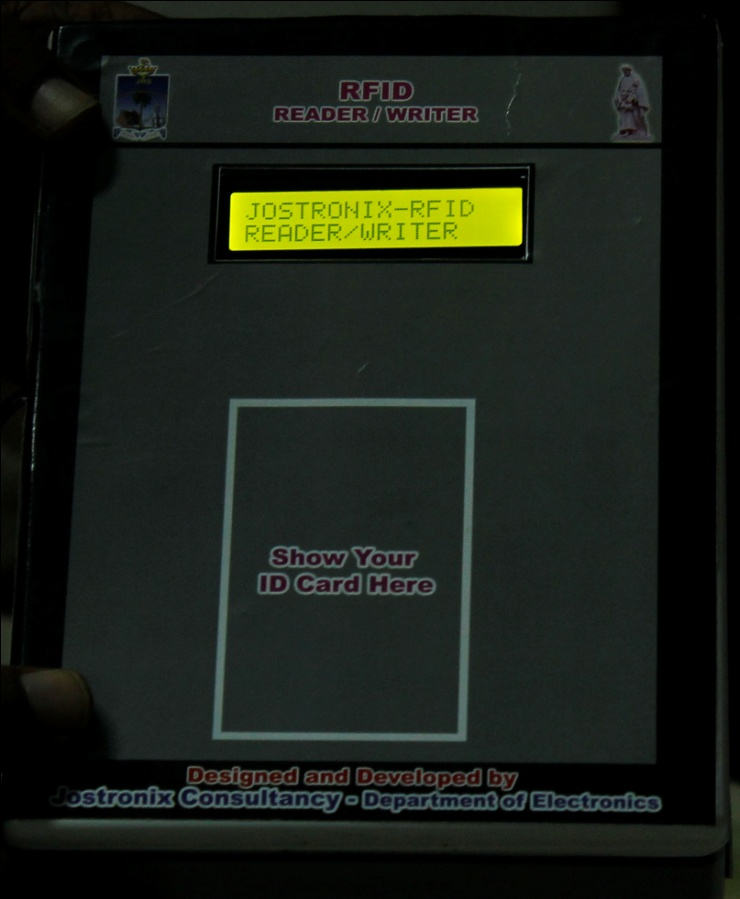 RFID
READER / WRITER
JOSTRONIX-RFID
READER/WRITER
Show Your
ID Card Here
Designed and Developed by
Jostronix Consultancy - Department of Electronics